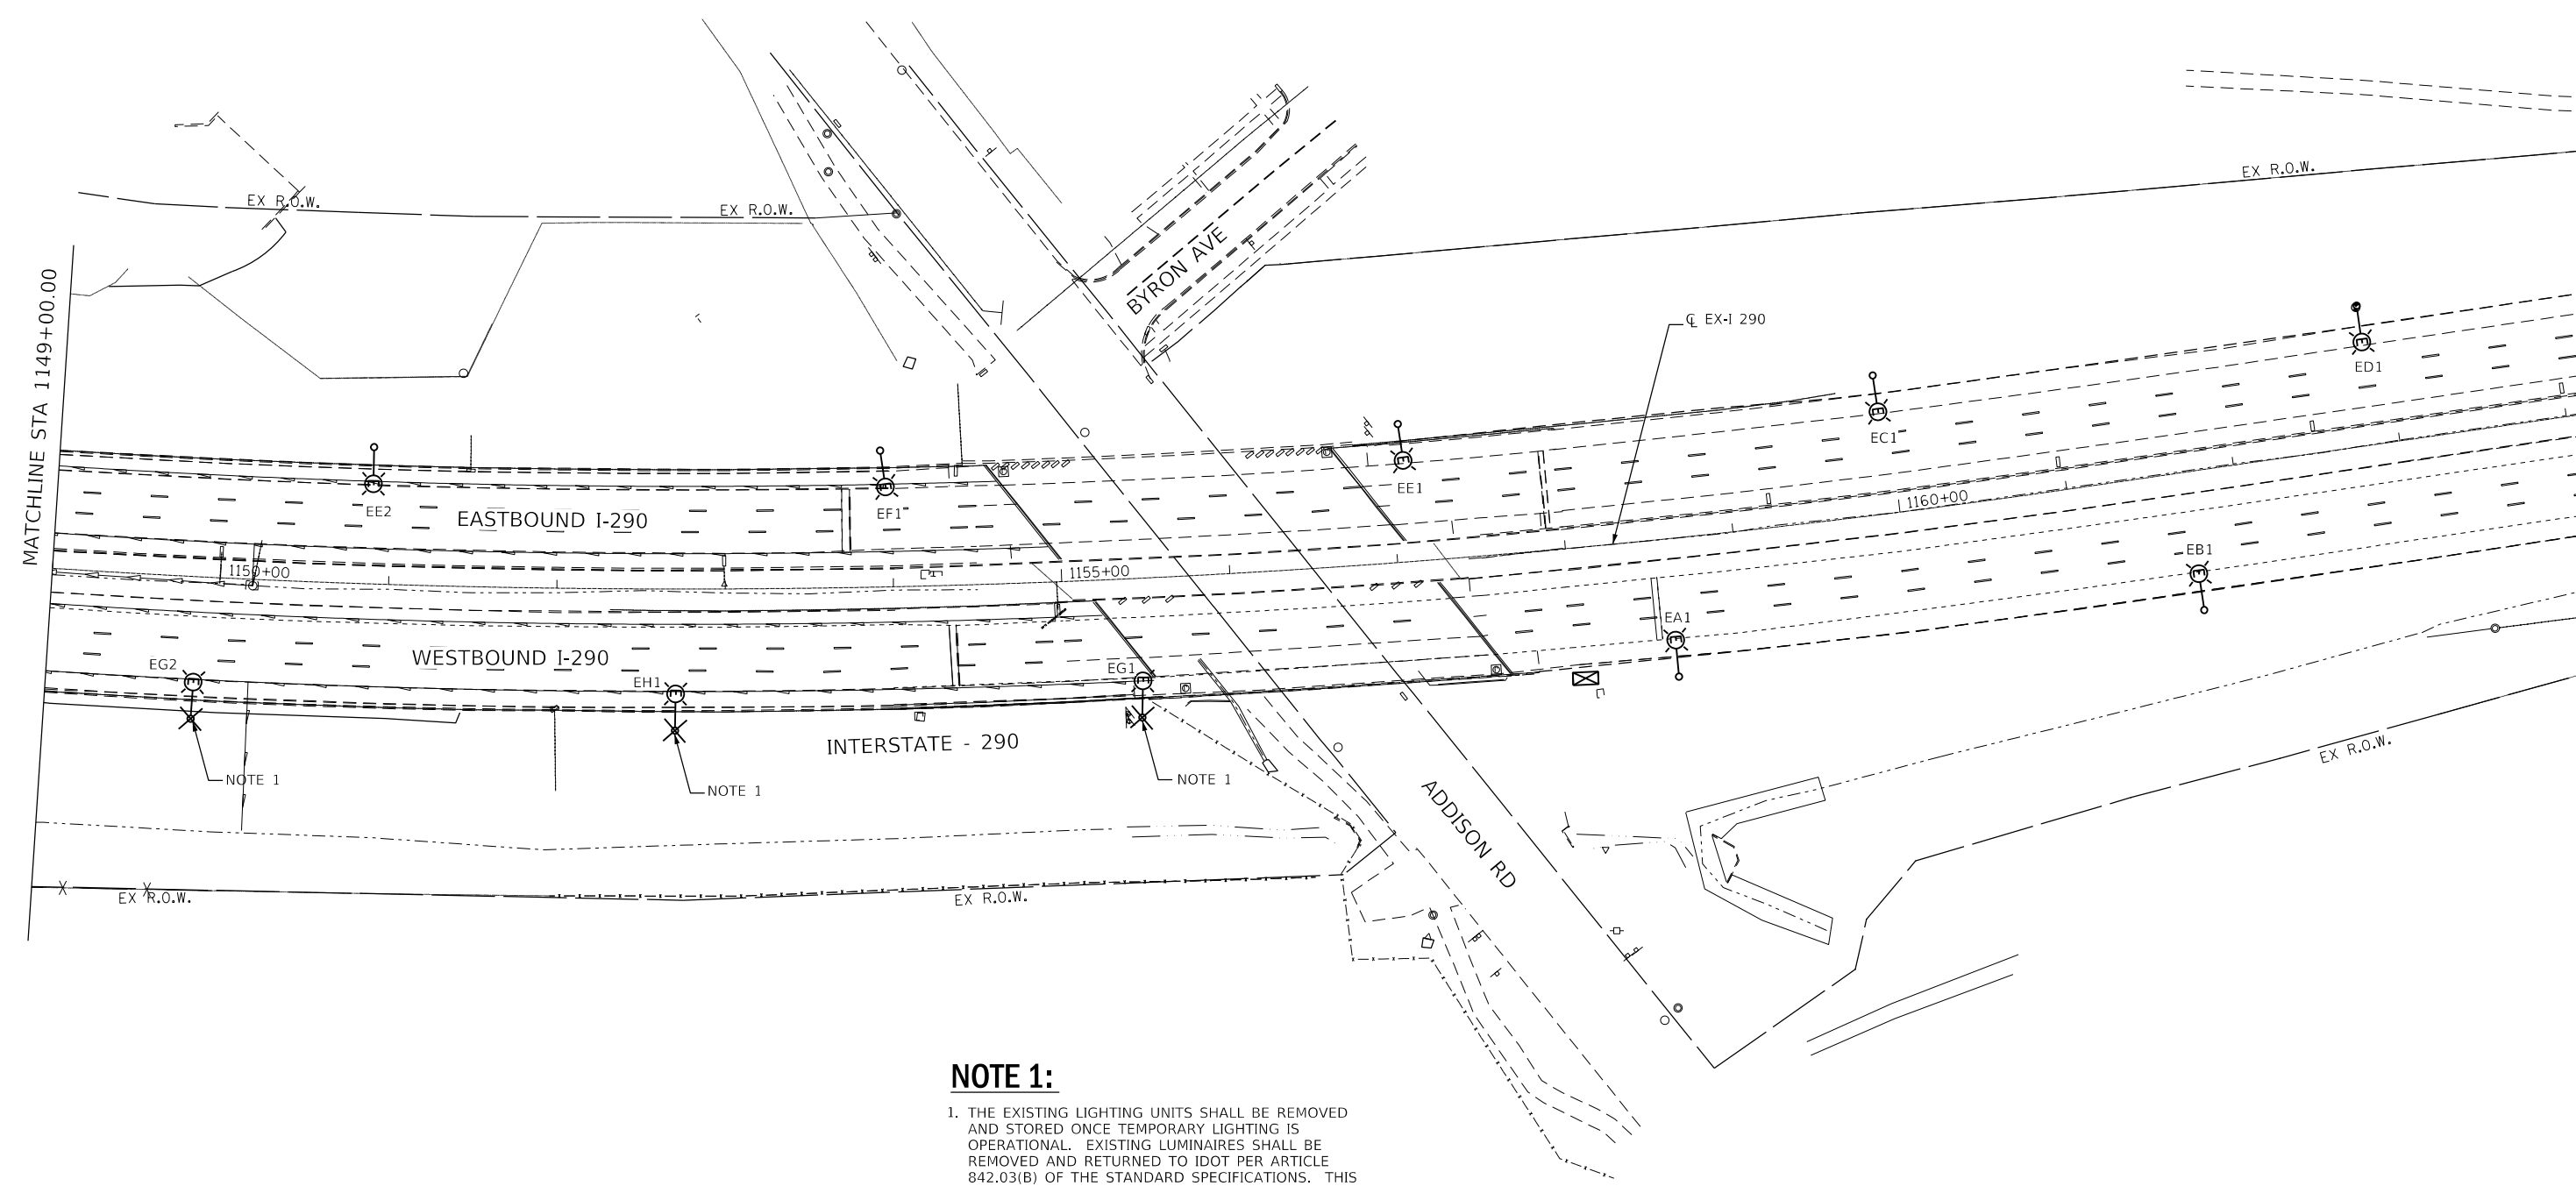 EX R.O.W.
EX R.O.W.
EX R.O.W.
BYRON AVE
MATCHLINE STA 1149+00.00
℄ EX-I 290
E
ED1
E
EC1
E
EE2
E
EF1
E
EE1
EASTBOUND I-290
1160+00
1150+00
1155+00
E
EB1
EA1
E
WESTBOUND I-290
EG2
E
EH1
E
EG1
E
INTERSTATE - 290
NOTE 1
NOTE 1
NOTE 1
ADDISON RD
EX R.O.W.
EX R.O.W.
EX R.O.W.
NOTE 1:
1. THE EXISTING LIGHTING UNITS SHALL BE REMOVED
AND STORED ONCE TEMPORARY LIGHTING IS
OPERATIONAL. EXISTING LUMINAIRES SHALL BE
REMOVED AND RETURNED TO IDOT PER ARTICLE
842.03(B) OF THE STANDARD SPECIFICATIONS. THIS